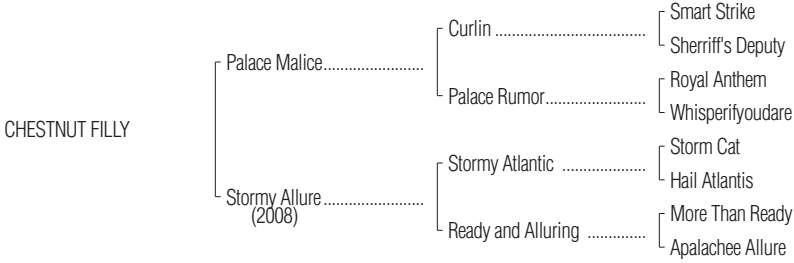 Smart Strike
Curlin ....................................
Sherriff's Deputy
Palace Malice........................
Royal Anthem
Palace Rumor........................
Whisperifyoudare
CHESTNUT FILLY
Storm Cat
Stormy Atlantic ....................
Hail Atlantis
Stormy Allure........................
(2008)
More Than Ready
Ready and Alluring ..............
Apalachee Allure